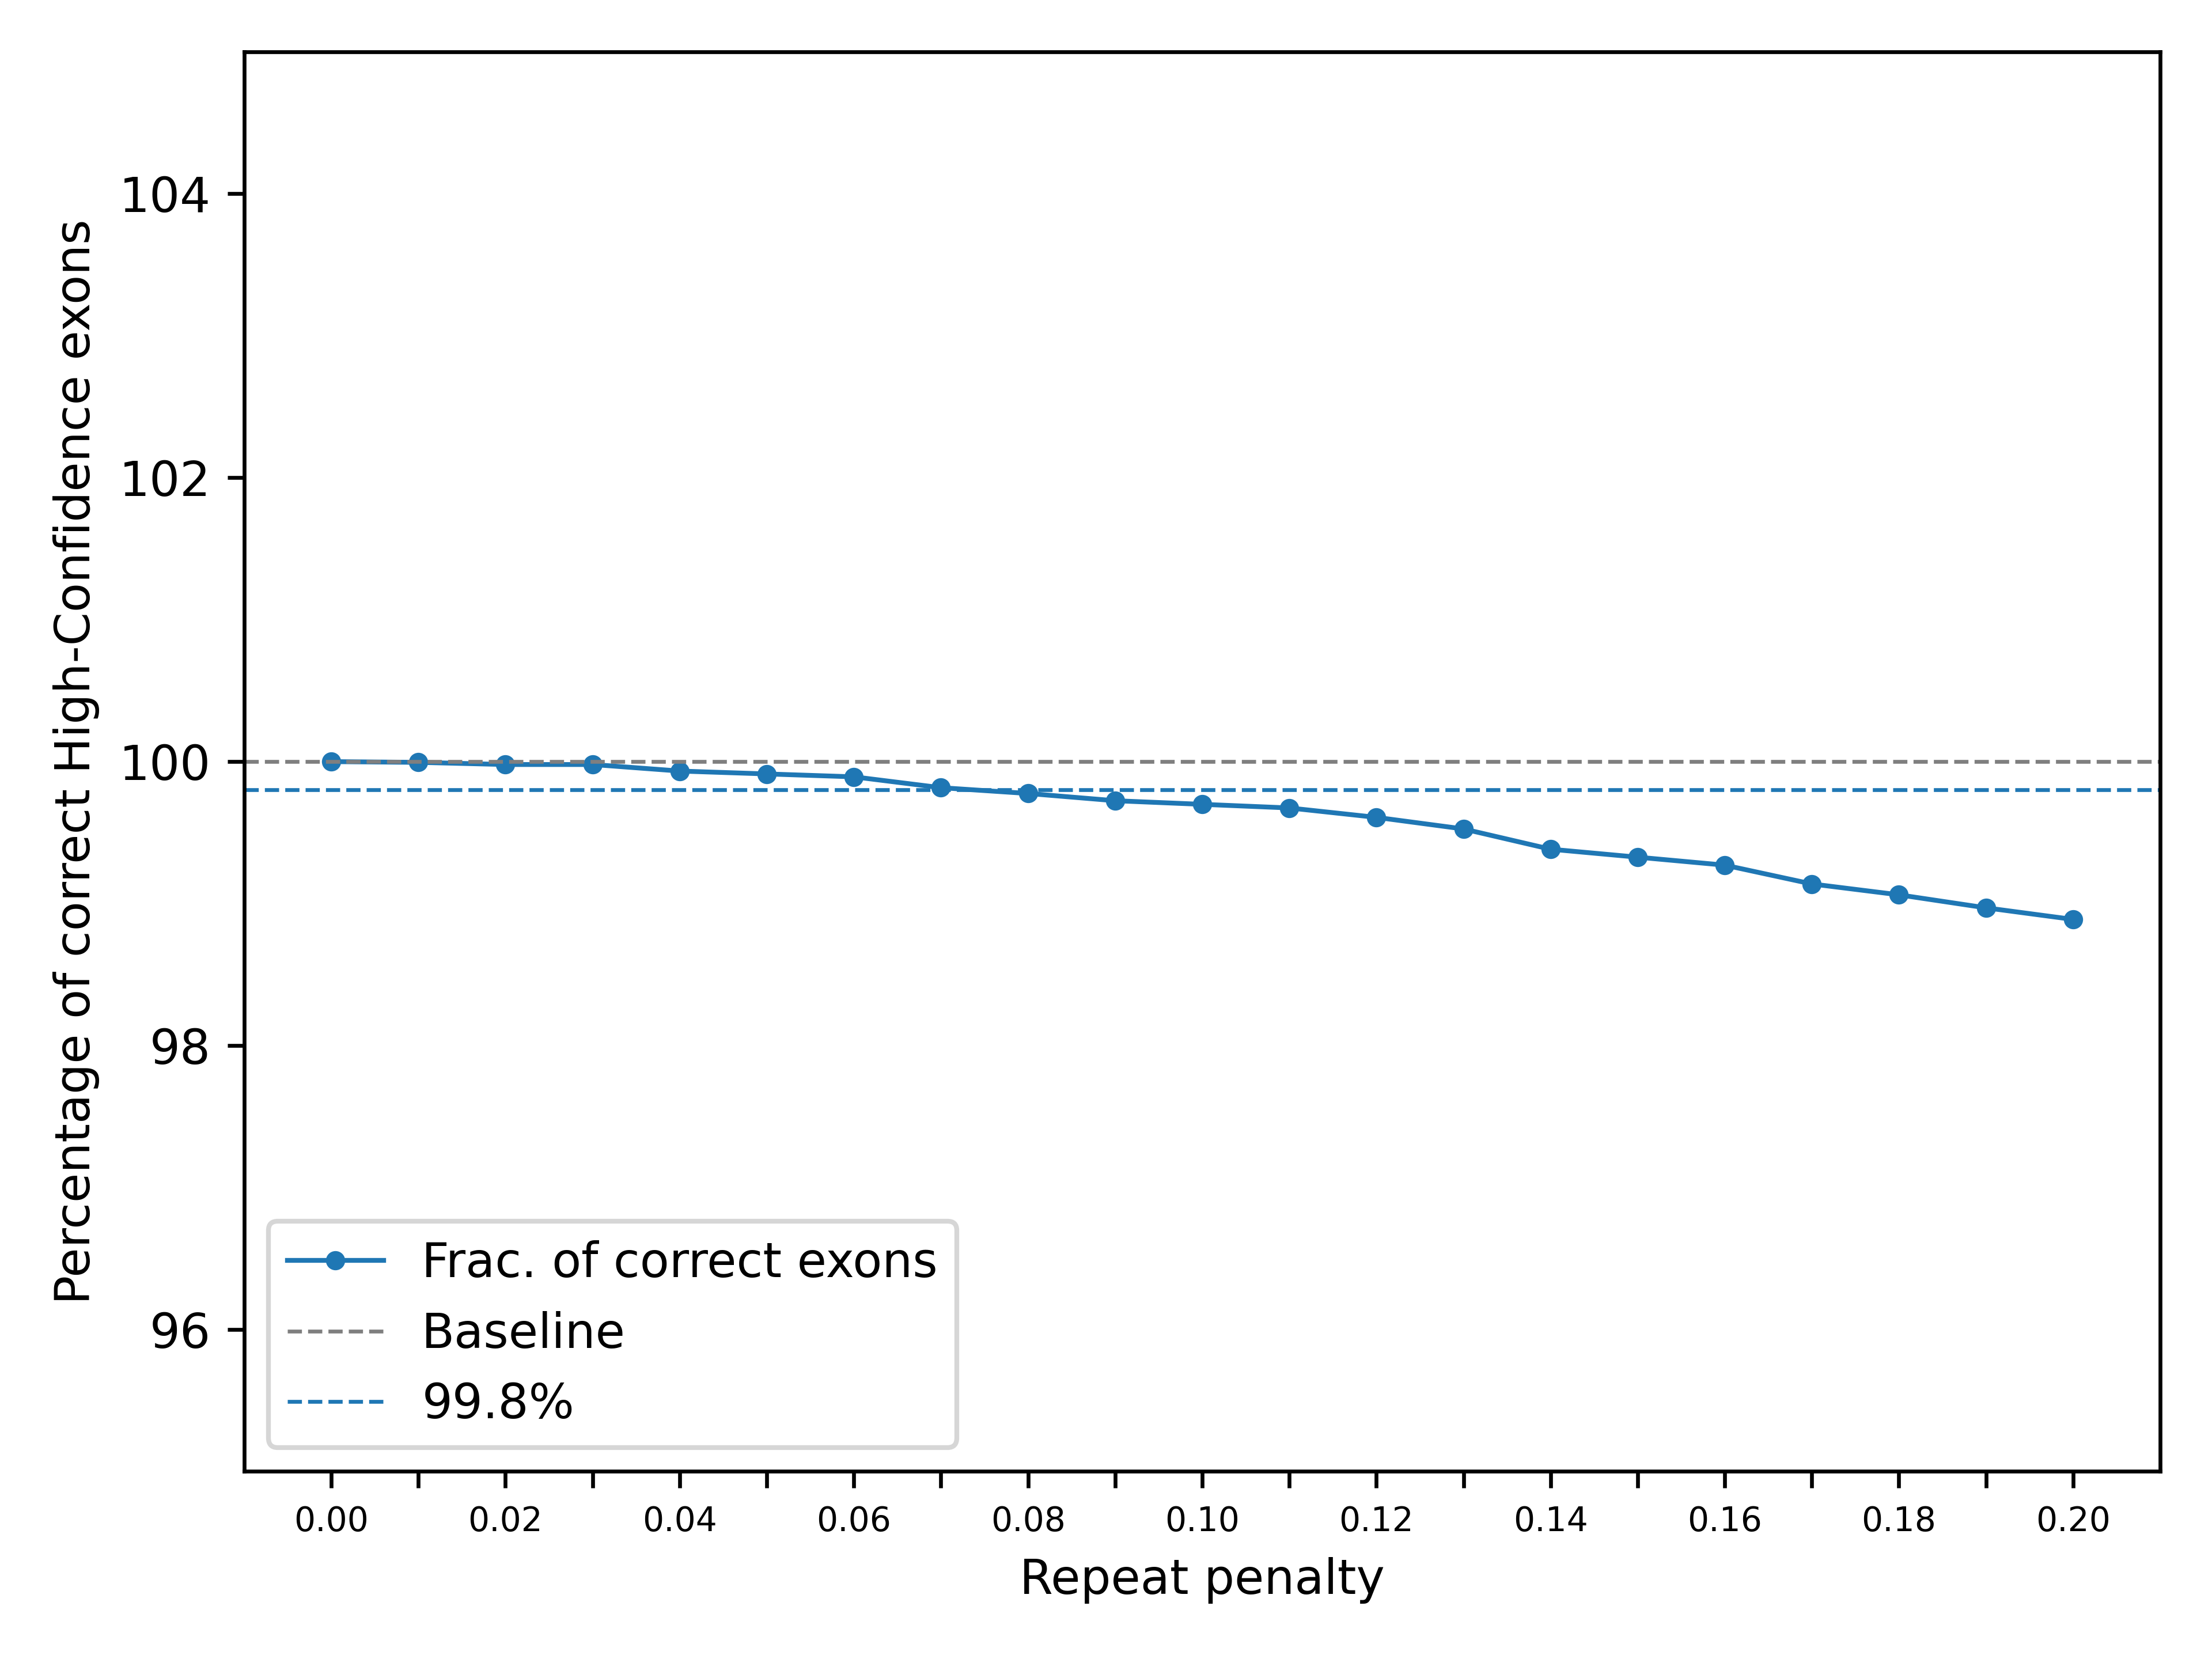 Percentage of correct High-Confidence exons
104
102
100
98
96
Frac. of correct exons
Baseline
99.8%
0.00 0.02 0.04 0.06 0.08 0.10 0.12 0.14 0.16 0.18 0.20
Repeat penalty